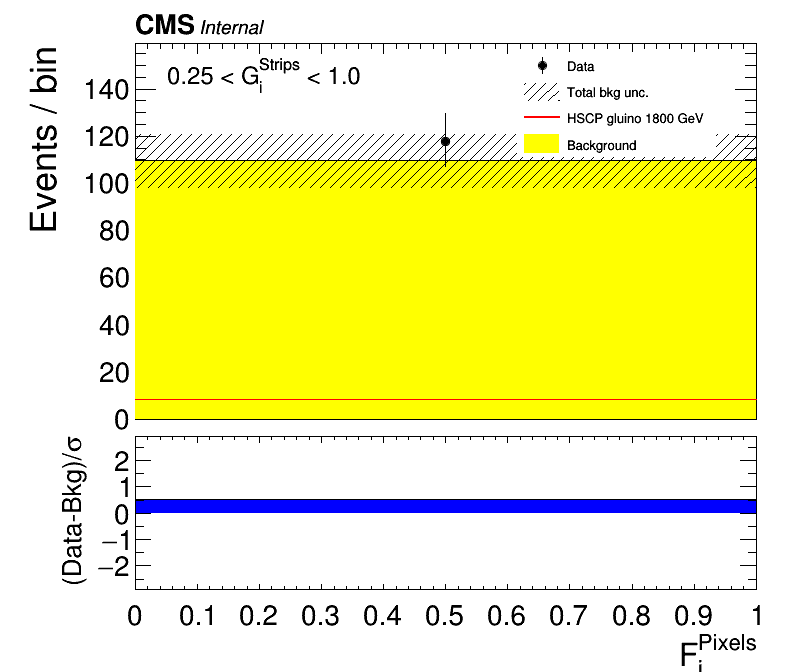 CMS Internal
0.25 < G_i^Strips < 1.0
Data
Total bkg unc.
HSCP gluino 1800 GeV
Background
Events / bin
140
120
100
80
60
40
20
0
(Data-Bkg)/σ
2
1
0
−1
−2
0 0.1 0.2 0.3 0.4 0.5 0.6 0.7 0.8 0.9 1
F_i^Pixels